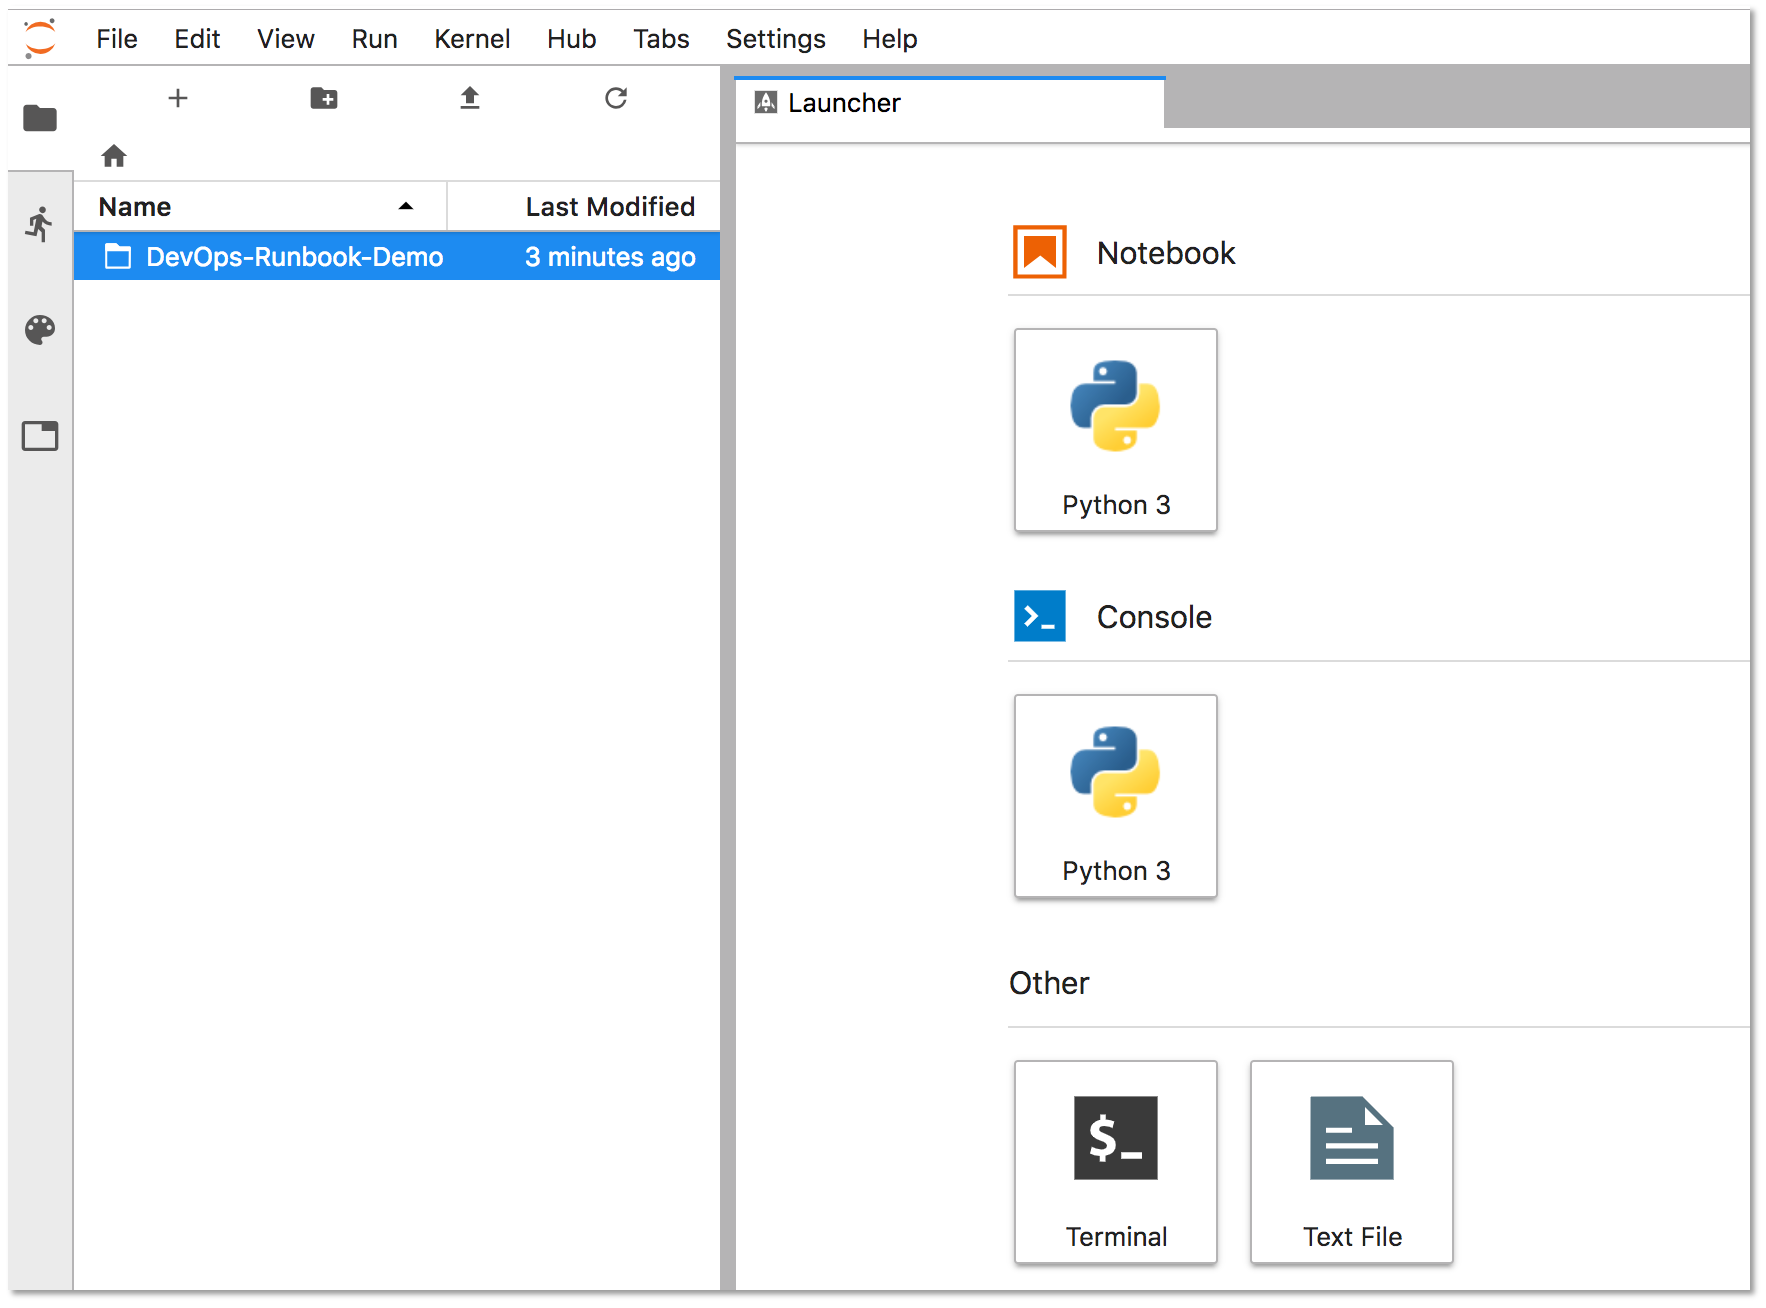 File Edit View Run Kernel Hub Tabs Settings Help
Launcher
Name Last Modified
DevOps-Runbook-Demo 3 minutes ago
Notebook
Python 3
Console
Python 3
Other
$_
Terminal Text File